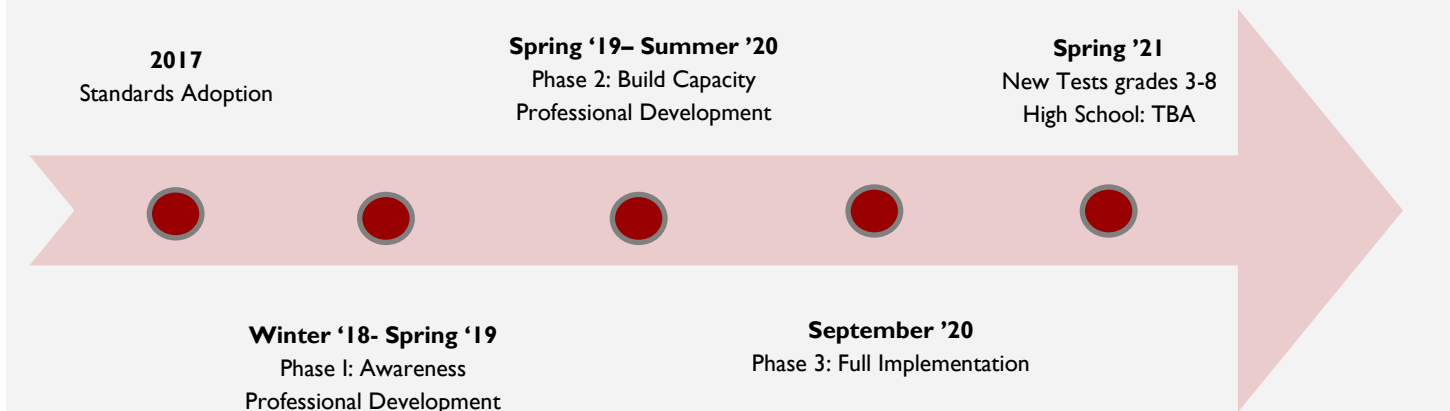 2017
Standards Adoption
Winter ‘18- Spring ‘19
Phase I: Awareness
Professional Development
Spring ‘19– Summer ’20
Phase 2: Build Capacity
Professional Development
September ’20
Phase 3: Full Implementation
Spring ’21
New Tests grades 3-8
High School: TBA